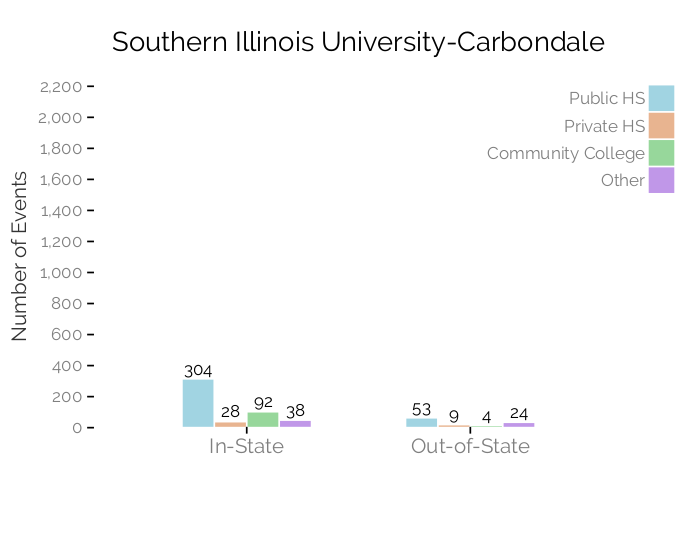 Southern Illinois University-Carbondale
Number of Events
2,200
2,000
1,800
1,600
1,400
1,200
1,000
800
600
400
200
0
Public HS
Private HS
Community College
Other
304
28
92
38
53
9
4
24
In-State
Out-of-State